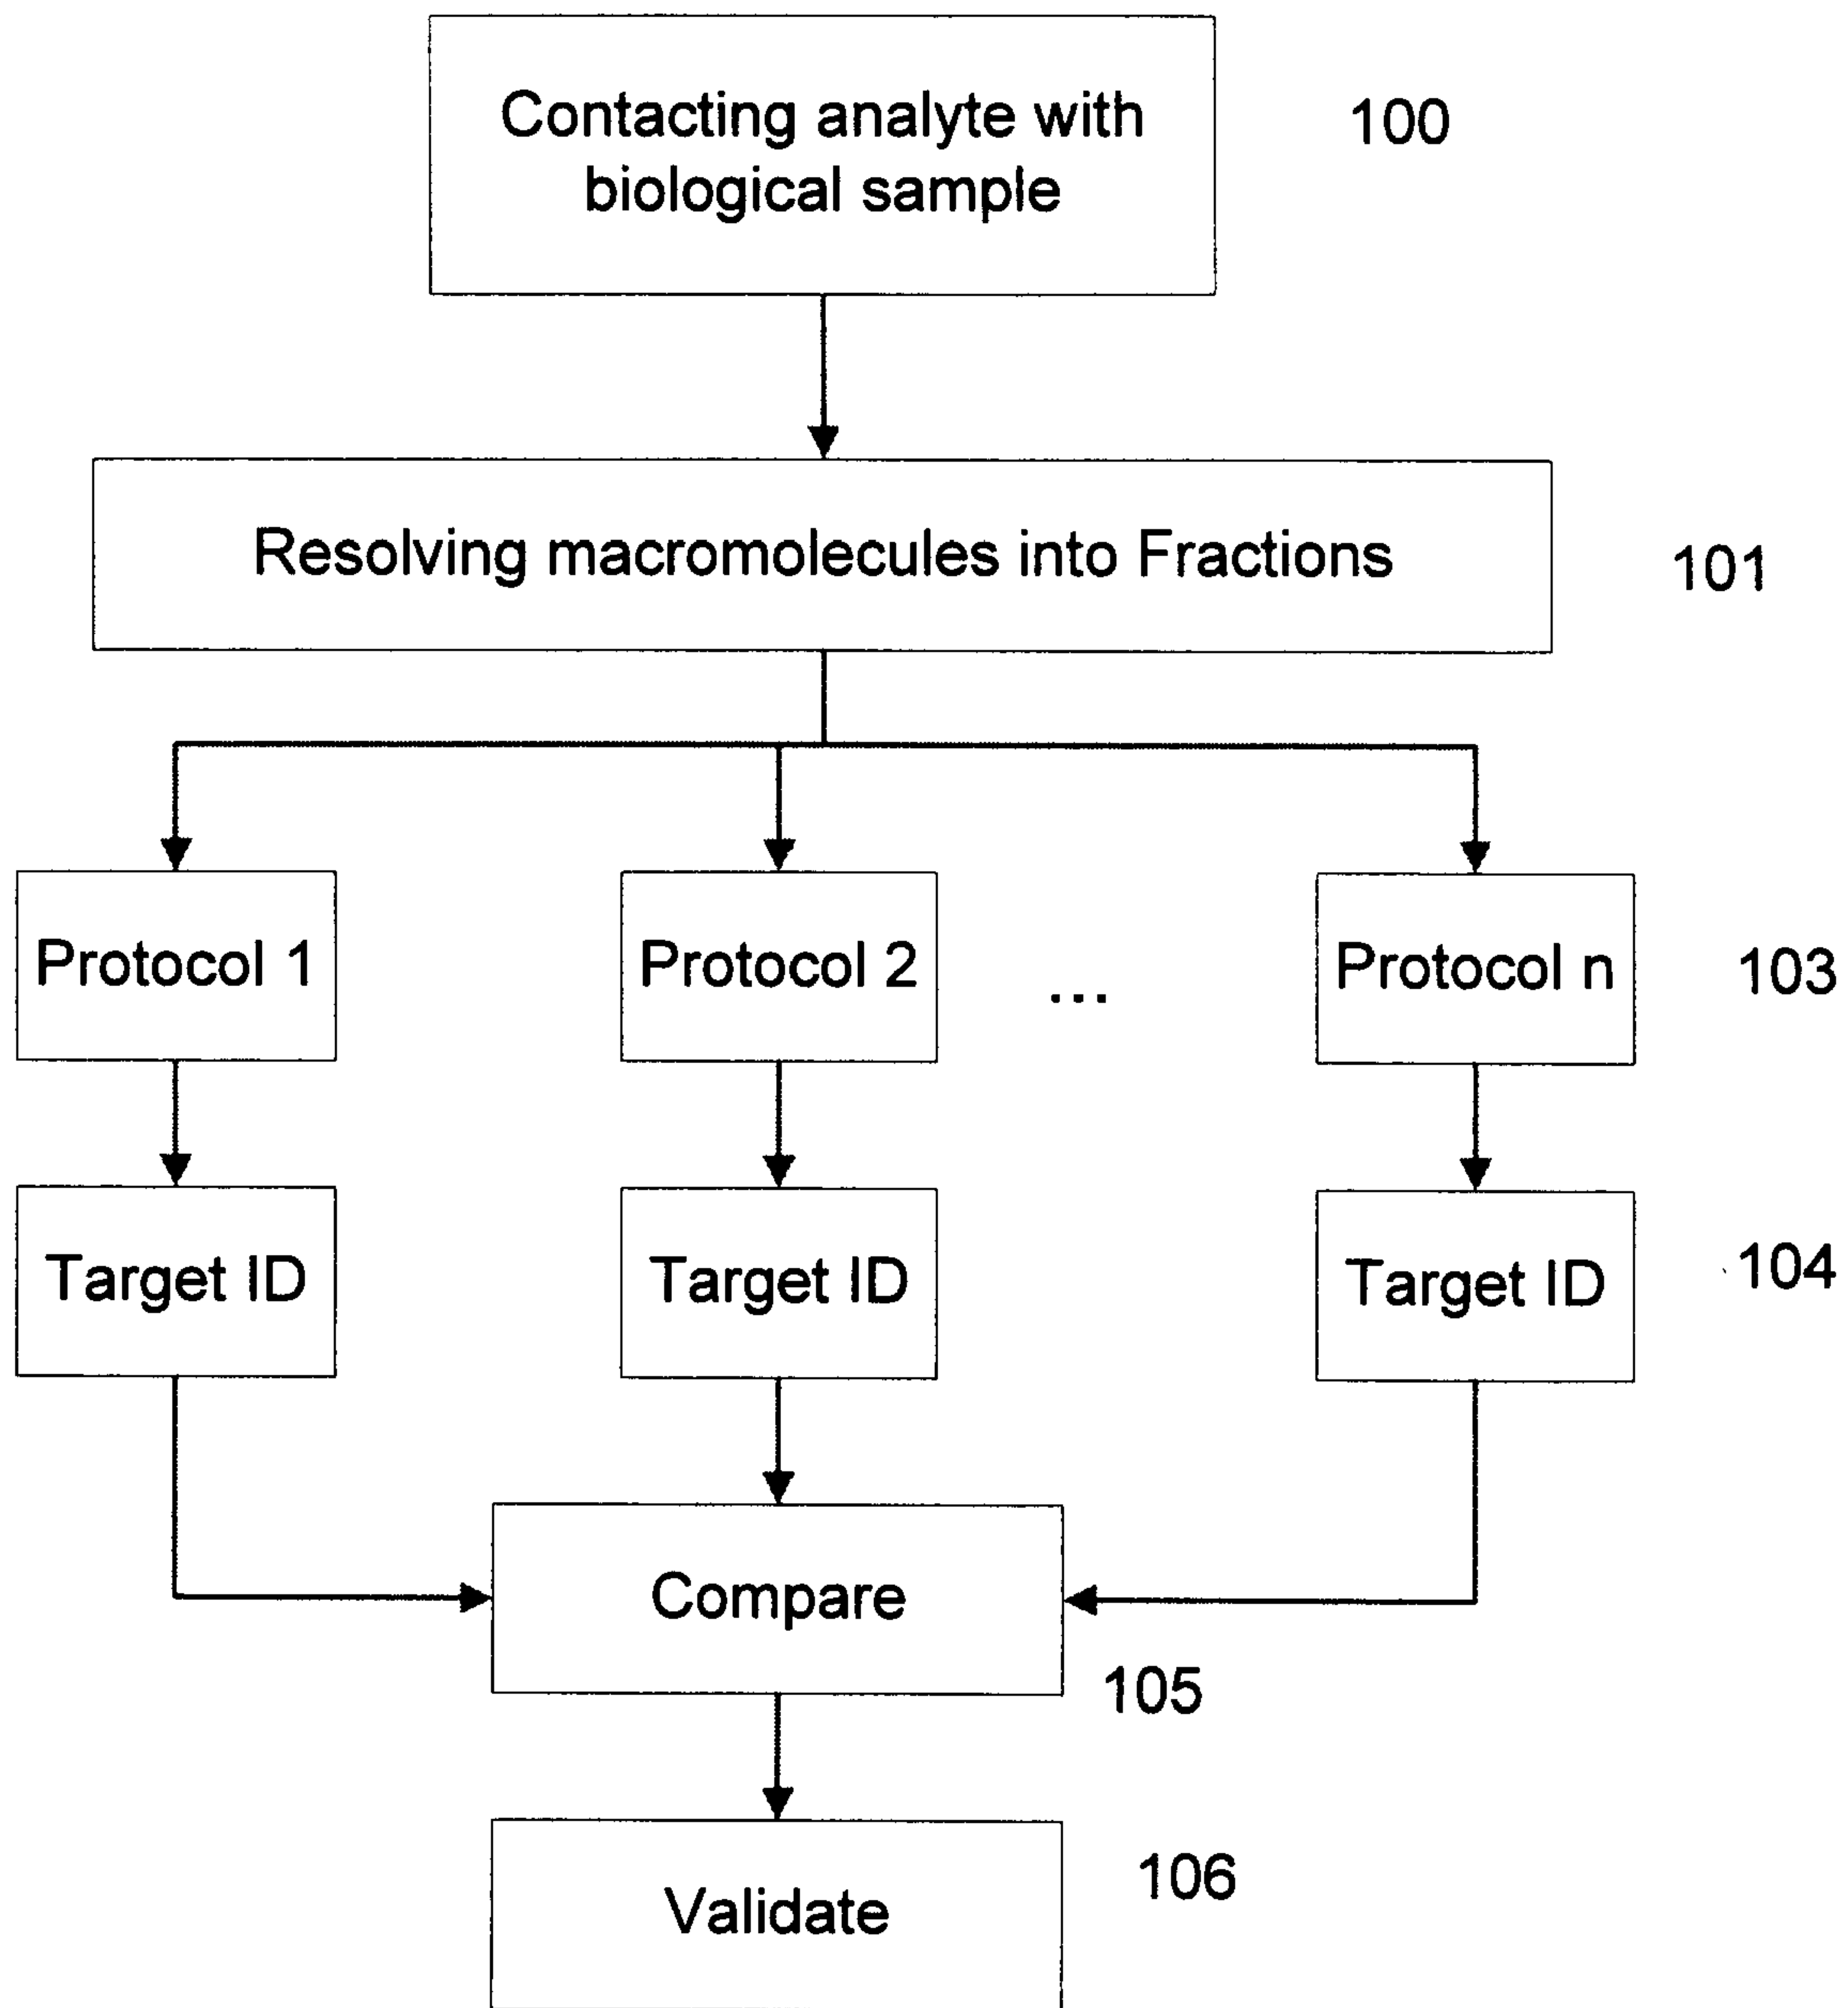 Contacting analyte with
biological sample
100
Resolving macromolecules into Fractions
101
Protocol 1
Protocol 2
...
Protocol n
103
Target ID
Target ID
Target ID
104
Compare
105
Validate
106